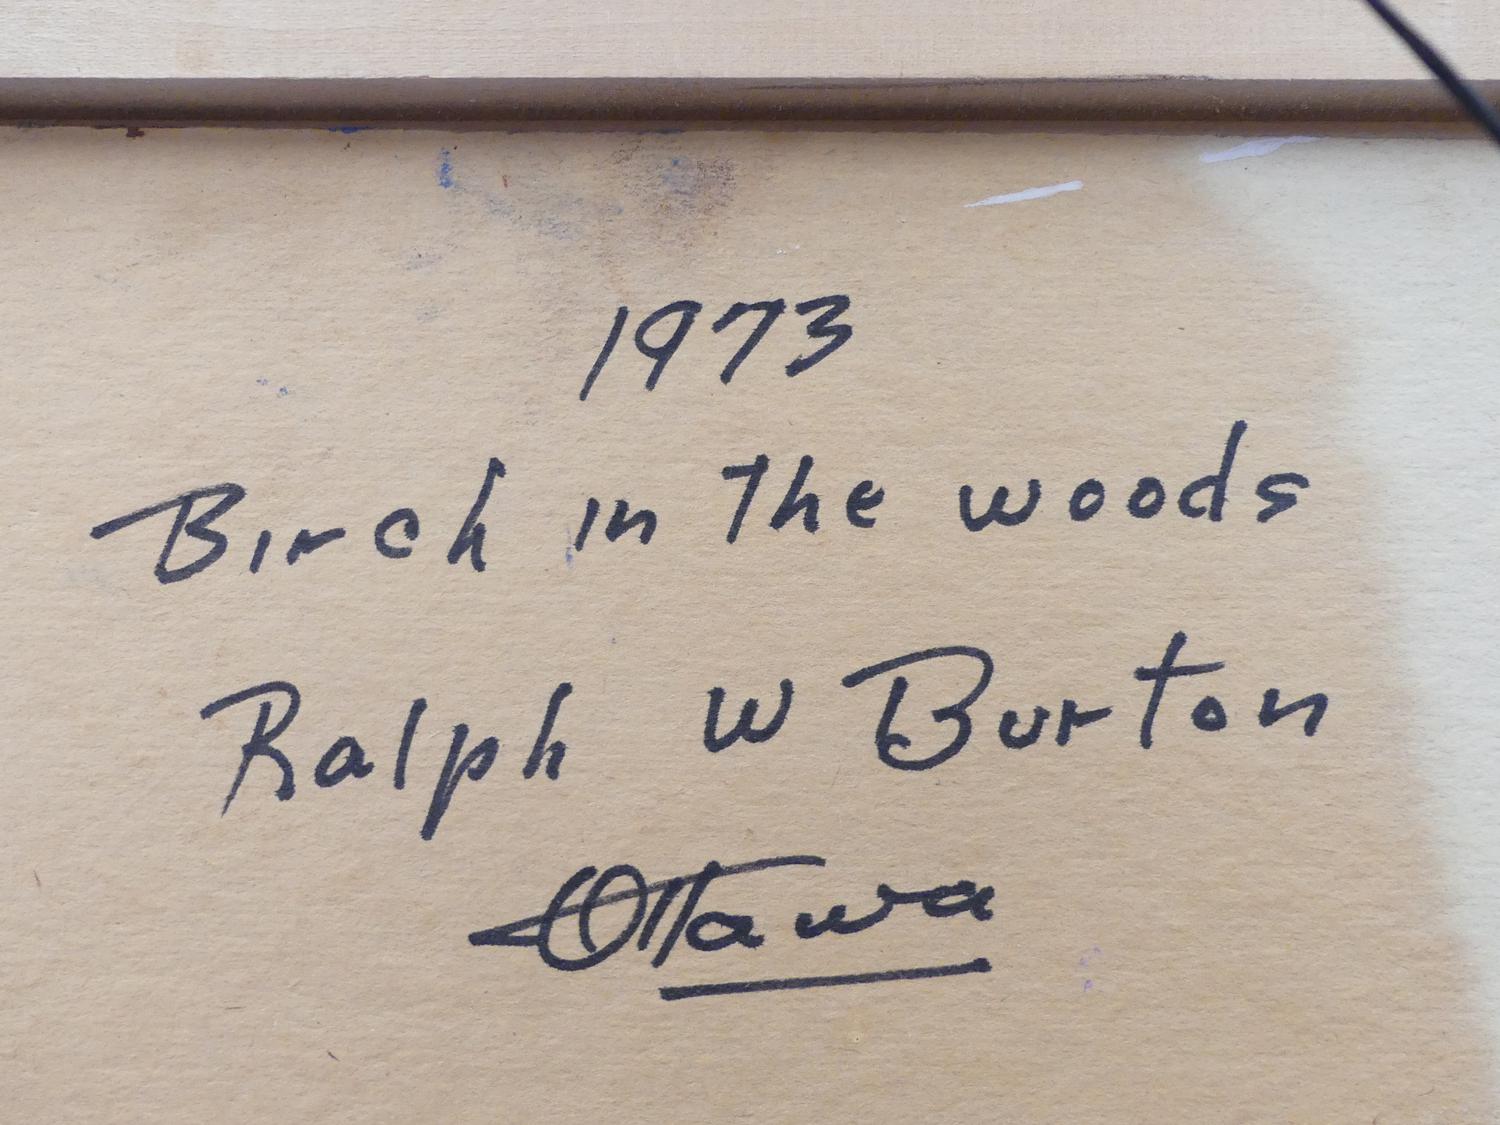 1973
Birch in The woods
Ralph W Burton
Ottawa